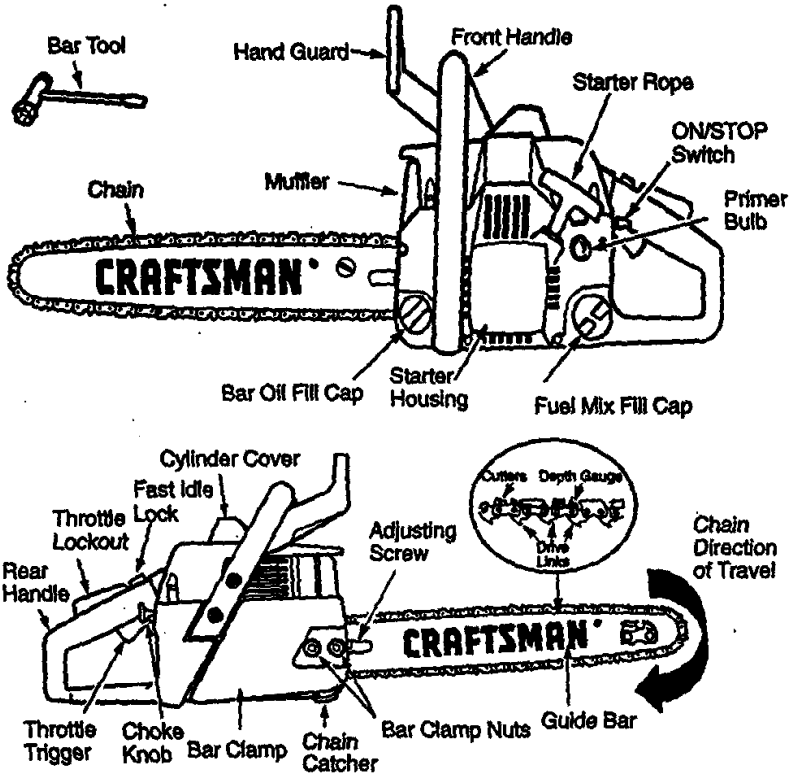 Bar Tool
Hand Guard
Front Handle
Starter Rope
ON/STOP
Switch
Chain
Muffler
Primer
Bulb
CRAFTSMAN
Bar Oil Fill Cap
Starter
Housing
Fuel Mix Fill Cap
Cylinder Cover
Fast Idle
Lock
Throttle
Lockout
Rear
Handle
Adjusting
Screw
Cutters
Depth Gauge
Drive
Links
Chain
Direction
of Travel
CRAFTSMAN
Throttle
Trigger
Choke
Knob
Bar Clamp
Chain
Catcher
Bar Clamp Nuts
Guide Bar